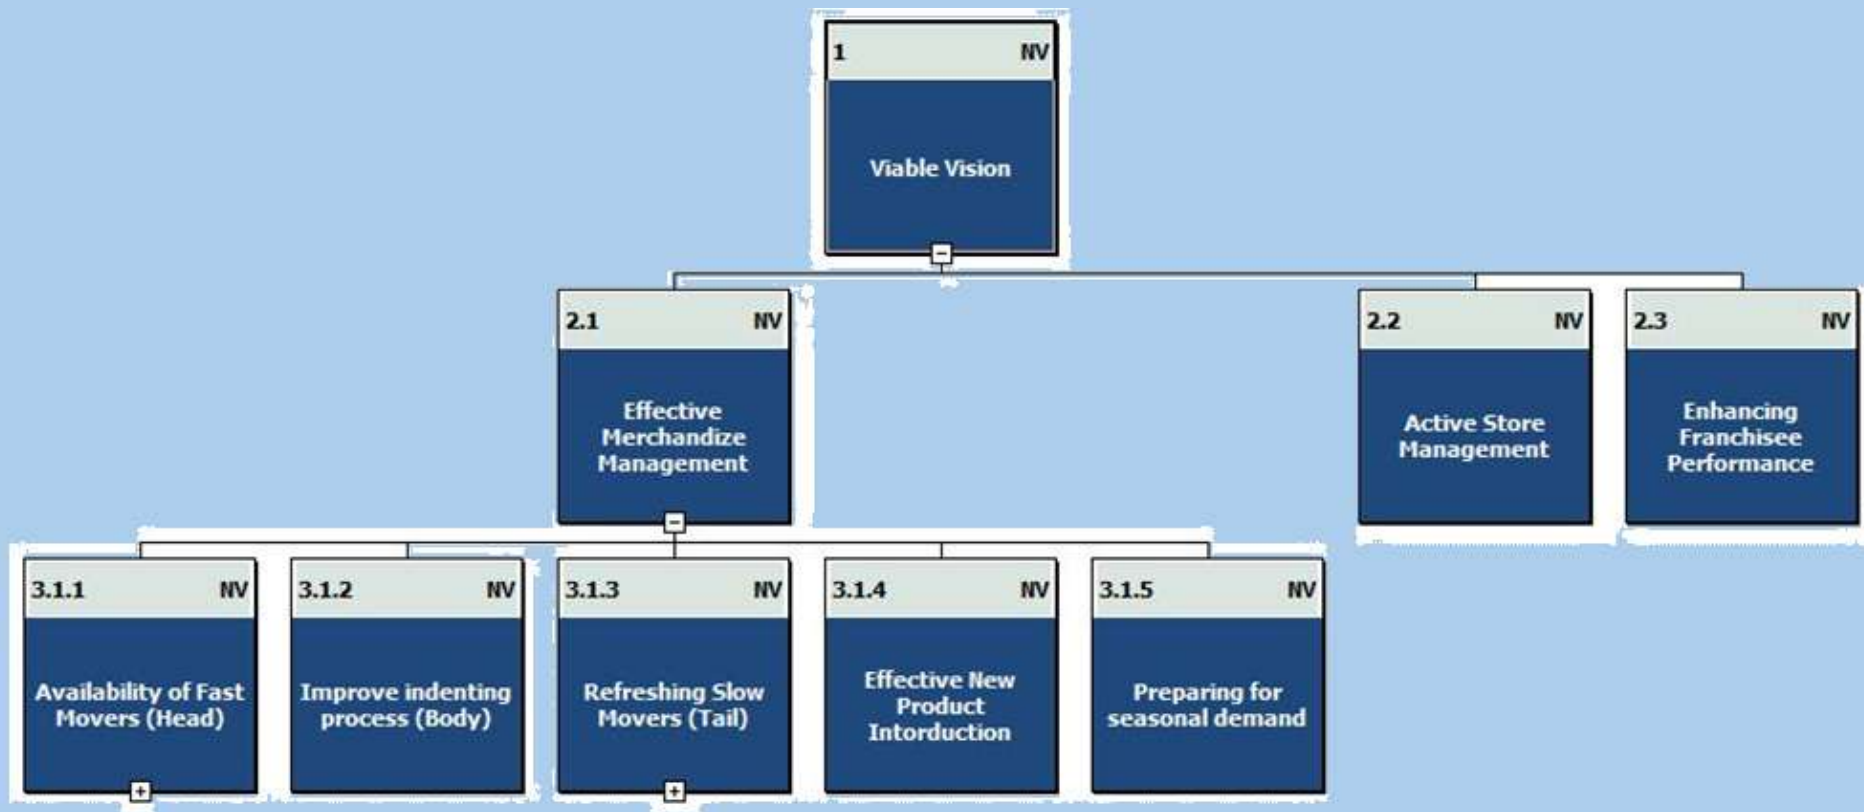 1 NV
Viable Vision
2.1 NV
Effective
Merchandize
Management
2.2 NV
Active Store
Management
2.3 NV
Enhancing
Franchisee
Performance
3.1.1 NV
Availability of Fast
Movers (Head)
3.1.2 NV
Improve indenting
process (Body)
3.1.3 NV
Refreshing Slow
Movers (Tail)
3.1.4 NV
Effective New
Product
Intorduction
3.1.5 NV
Preparing for
seasonal demand